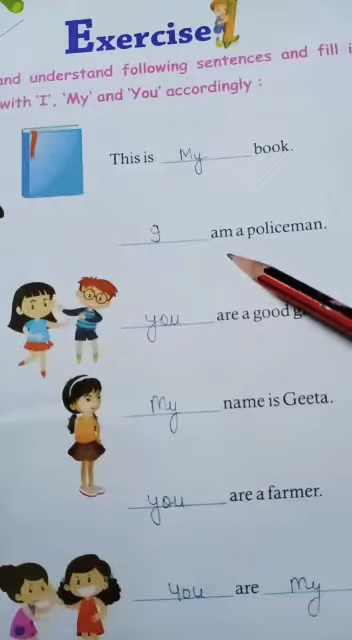 Exercise
and understand following sentences and fill i
with 'I', 'My' and 'You' accordingly :
This is My book.
I am a policeman.
you are a good g
My name is Geeta.
you are a farmer.
You are My